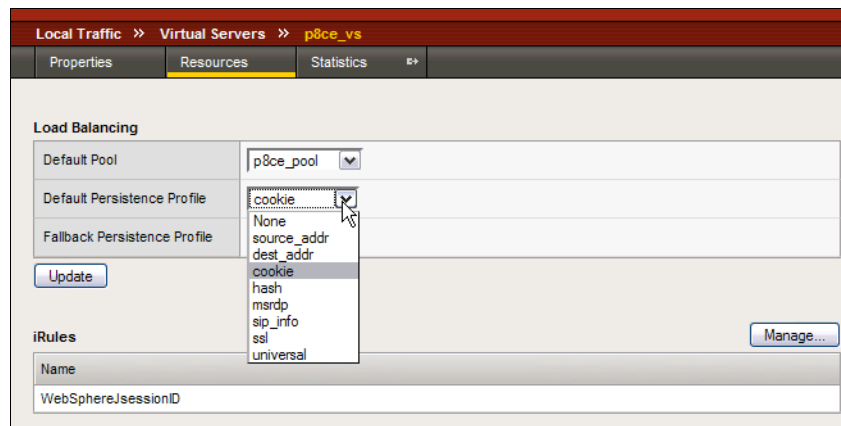 Local Traffic » Virtual Servers » p8ce_vs
Properties Resources Statistics
Load Balancing
Default Pool p8ce_pool
Default Persistence Profile cookie
None
Fallback Persistence Profile source_addr
dest_addr
cookie
Update hash
msrdp
sip_info
iRules ssl Manage...
universal
Name
WebSphereJsessionID